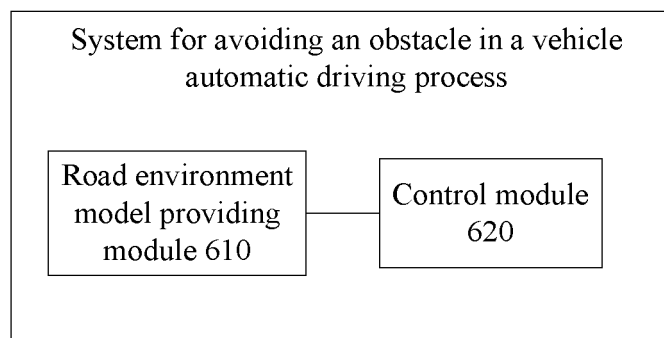 System for avoiding an obstacle in a vehicle
automatic driving process
Road environment
model providing
module 610
Control module
620